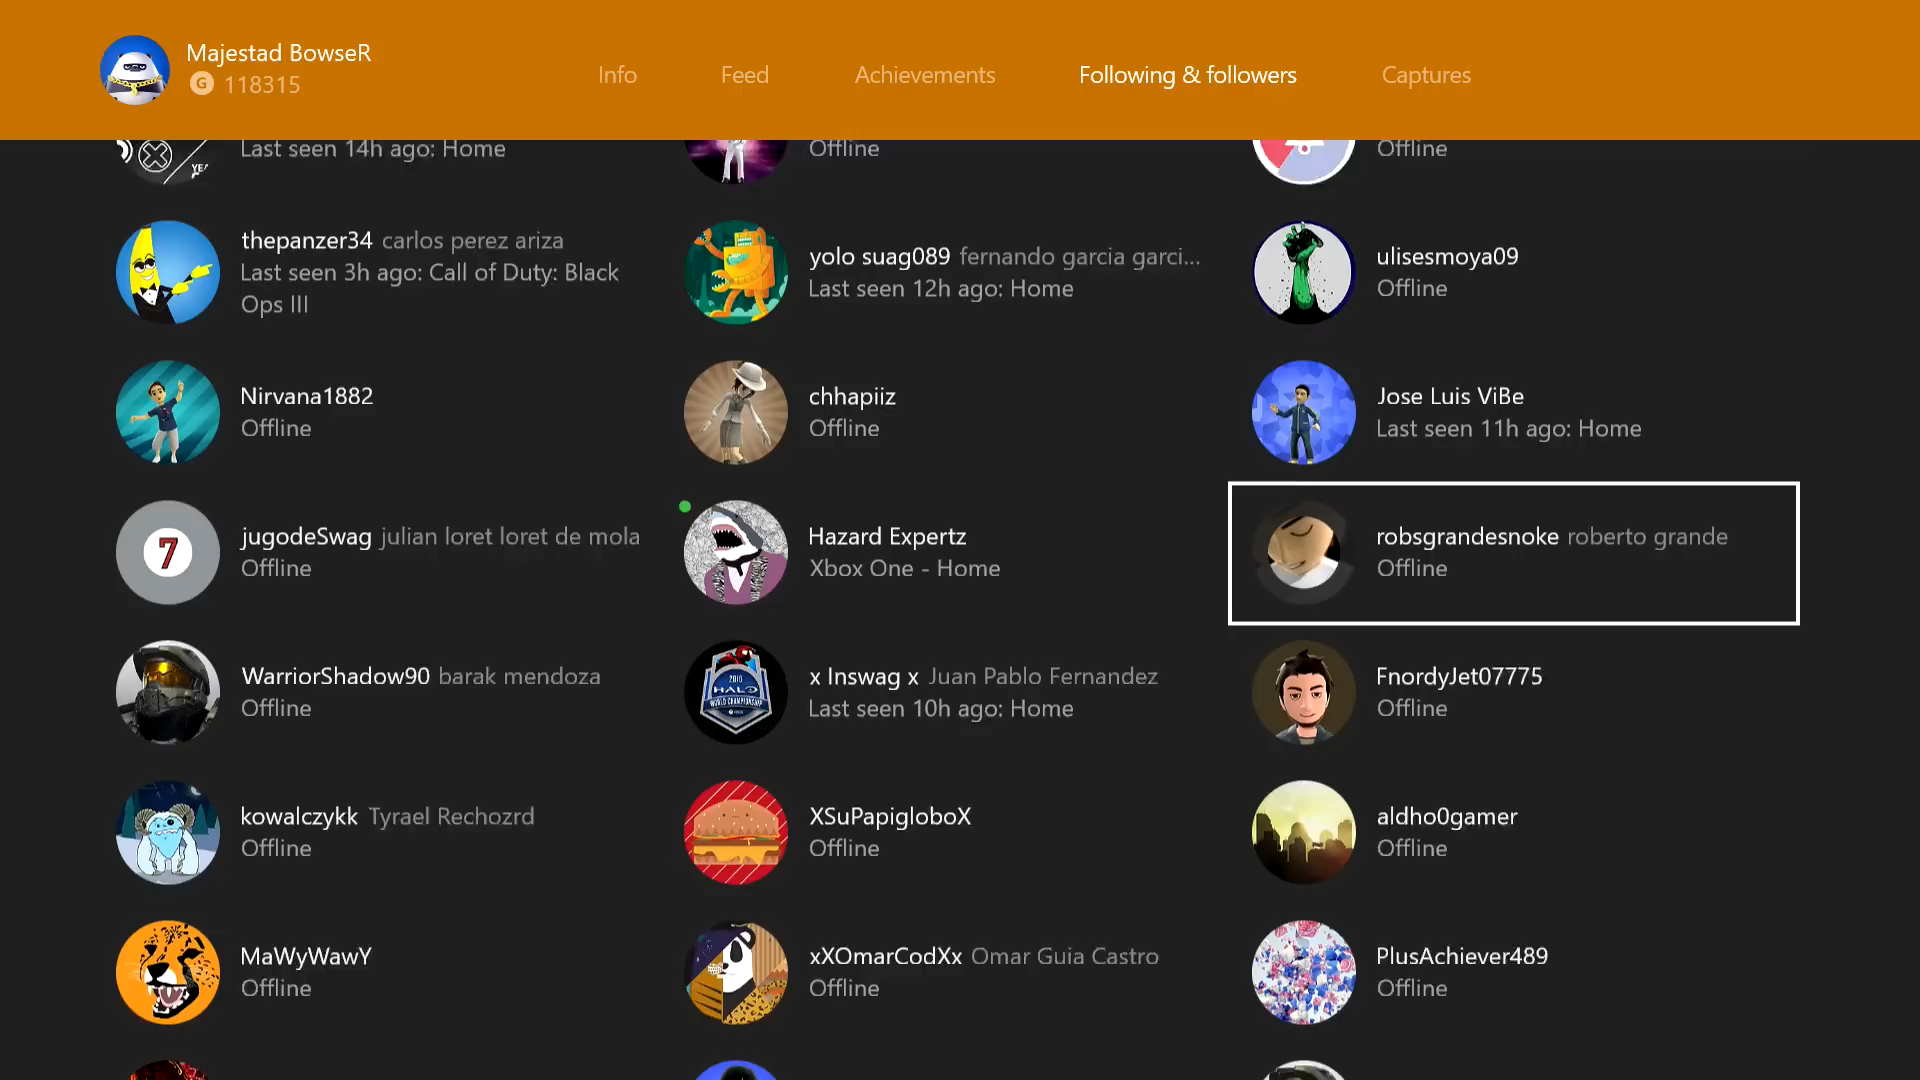 Majestad BowseR
G 118315
Info
Feed
Achievements
Following & followers
Captures
Last seen 14h ago: Home
Offline
Offline
thepanzer34 carlos perez ariza
Last seen 3h ago: Call of Duty: Black
Ops III
yolo suag089 fernando garcia garci...
Last seen 12h ago: Home
ulisesmoya09
Offline
Nirvana1882
Offline
chhapiiz
Offline
Jose Luis ViBe
Last seen 11h ago: Home
7
jugodeSwag julian loret loret de mola
Offline
Hazard Expertz
Xbox One - Home
robsgrandesnoke roberto grande
Offline
WarriorShadow90 barak mendoza
Offline
HALO
WORLD CHAMPIONSHIP
x Inswag x Juan Pablo Fernandez
Last seen 10h ago: Home
FnordyJet07775
Offline
kowalczykk Tyrael Rechozrd
Offline
XSuPapigloboX
Offline
aldho0gamer
Offline
MaWyWawY
Offline
xXOmarCodXx Omar Guia Castro
Offline
PlusAchiever489
Offline